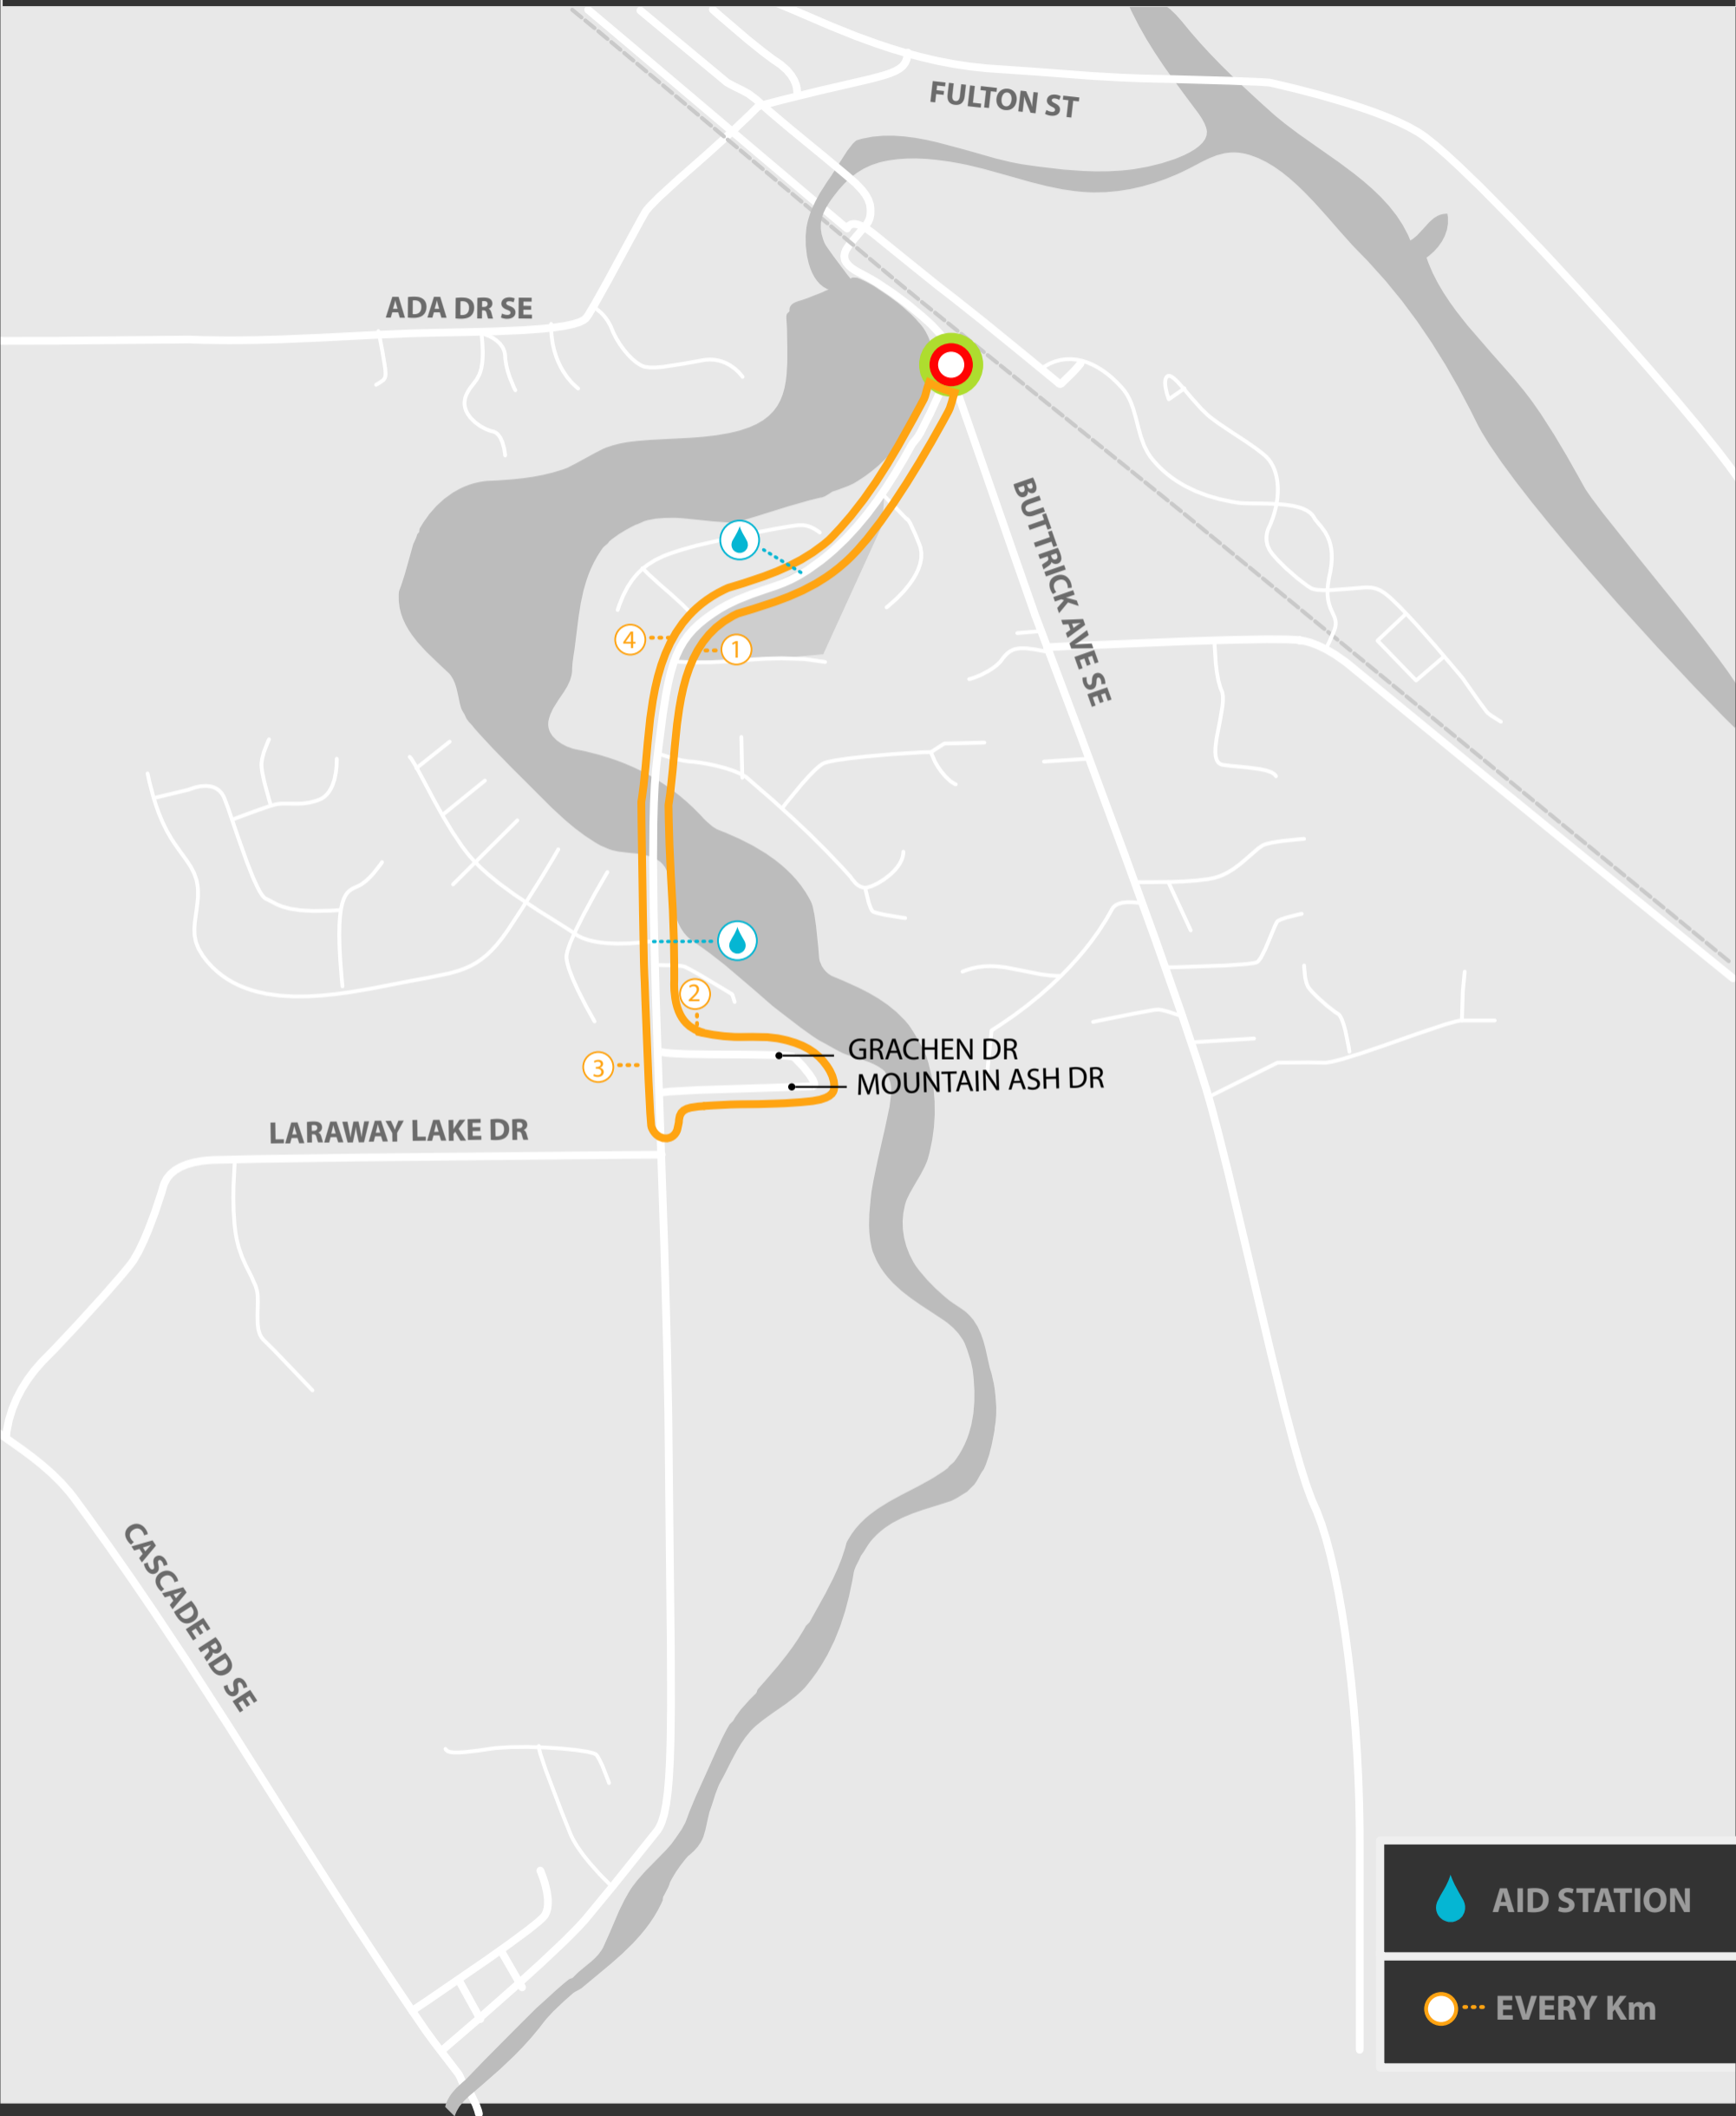 FULTON ST
ADA DR SE
BUTTRICK AVE SE
4
1
2
GRACHEN DR
3
MOUNTAIN ASH DR
LARAWAY LAKE DR
CASCADE RD SE
AID STATION
EVERY Km